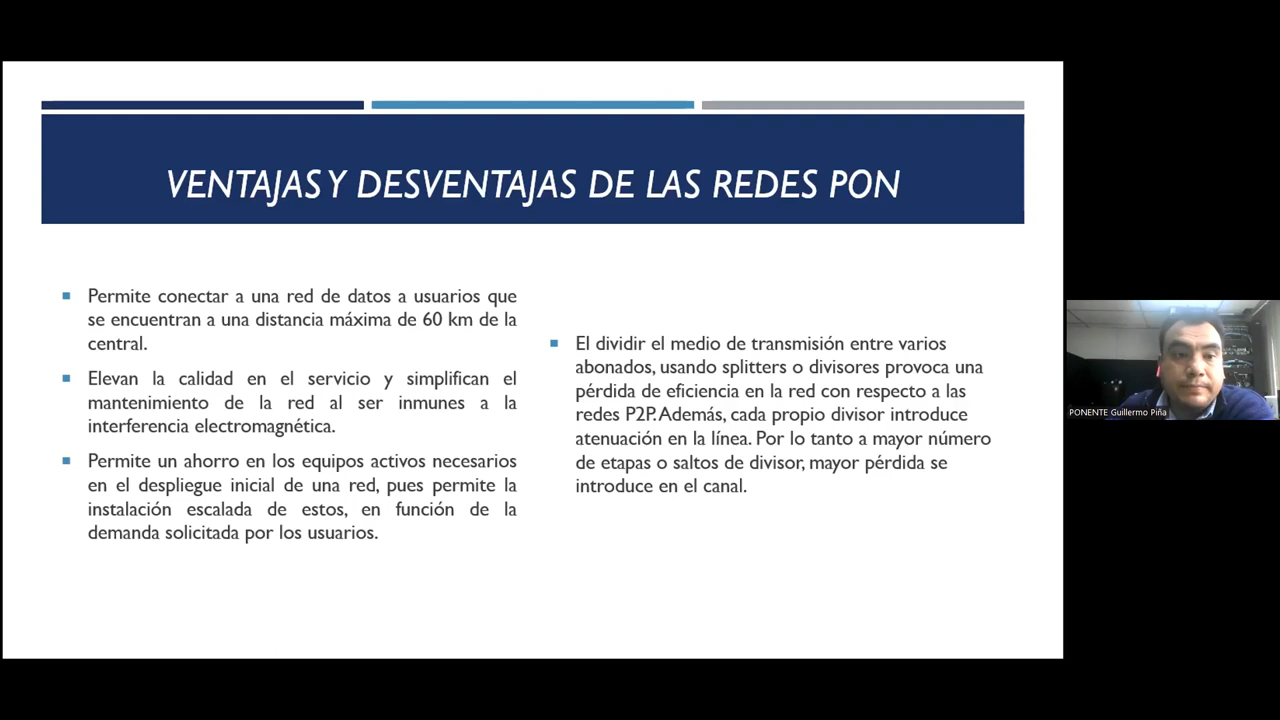 VENTAJAS Y DESVENTAJAS DE LAS REDES PON
Permite conectar a una red de datos a usuarios que
se encuentran a una distancia máxima de 60 km de la
central.
Elevan la calidad en el servicio y simplifican el
mantenimiento de la red al ser inmunes a la
interferencia electromagnética.
Permite un ahorro en los equipos activos necesarios
en el despliegue inicial de una red, pues permite la
instalación escalada de estos, en función de la
demanda solicitada por los usuarios.
El dividir el medio de transmisión entre varios
abonados, usando splitters o divisores provoca una
pérdida de eficiencia en la red con respecto a las
redes P2P. Además, cada propio divisor introduce
atenuación en la línea. Por lo tanto a mayor número
de etapas o saltos de divisor, mayor pérdida se
introduce en el canal.
PONENTE Guillermo Piña